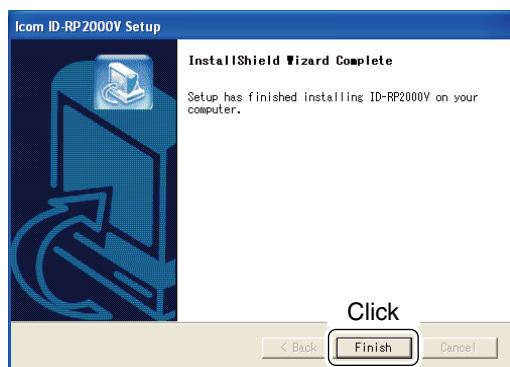 Icom ID-RP2000V Setup
InstallShield Wizard Complete
Setup has finished installing ID-RP2000V on your
computer.
Click
< Back
Finish
Cancel